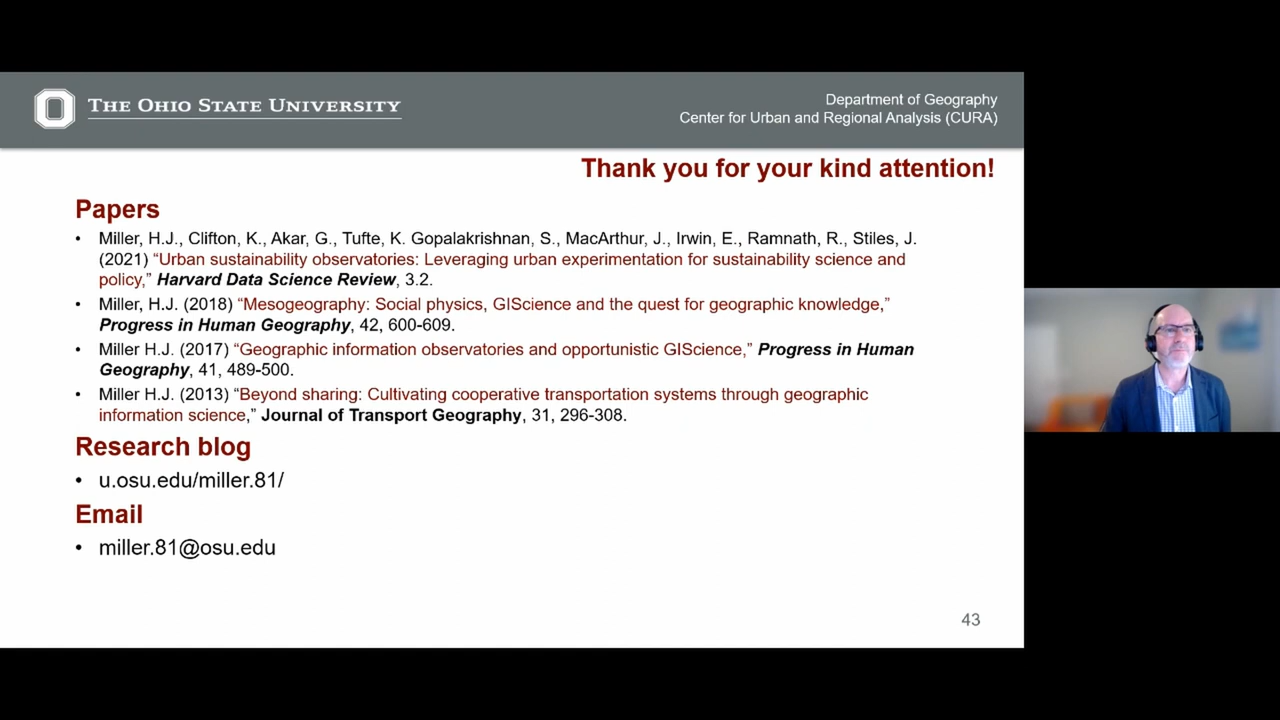 THE OHIO STATE UNIVERSITY
Department of Geography
Center for Urban and Regional Analysis (CURA)
Thank you for your kind attention!
Papers
• Miller, H.J., Clifton, K., Akar, G., Tufte, K. Gopalakrishnan, S., MacArthur, J., Irwin, E., Ramnath, R., Stiles, J.
(2021) “Urban sustainability observatories: Leveraging urban experimentation for sustainability science and
policy,” Harvard Data Science Review, 3.2.
• Miller, H.J. (2018) “Mesogeography: Social physics, GIScience and the quest for geographic knowledge,”
Progress in Human Geography, 42, 600-609.
• Miller H.J. (2017) “Geographic information observatories and opportunistic GIScience,” Progress in Human
Geography, 41, 489-500.
• Miller H.J. (2013) “Beyond sharing: Cultivating cooperative transportation systems through geographic
information science,” Journal of Transport Geography, 31, 296-308.
Research blog
• u.osu.edu/miller.81/
Email
• miller.81@osu.edu
43